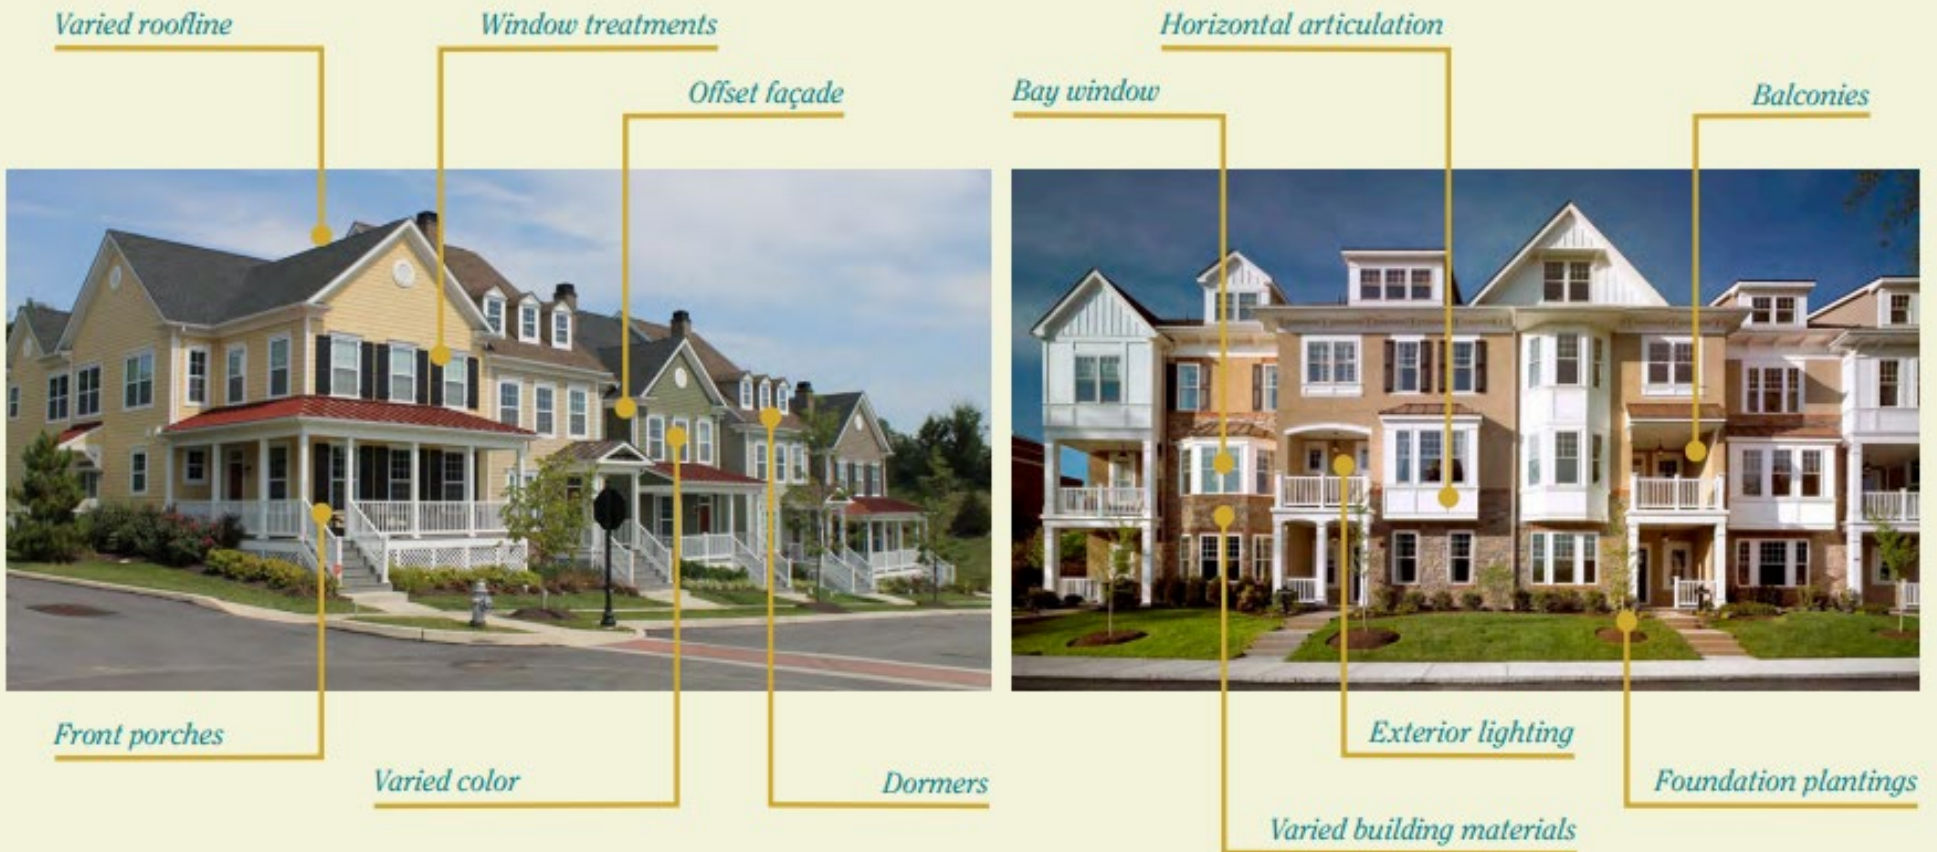 Varied roofline
Window treatments
Offset façade
Front porches
Varied color
Dormers
Horizontal articulation
Bay window
Balconies
Exterior lighting
Foundation plantings
Varied building materials